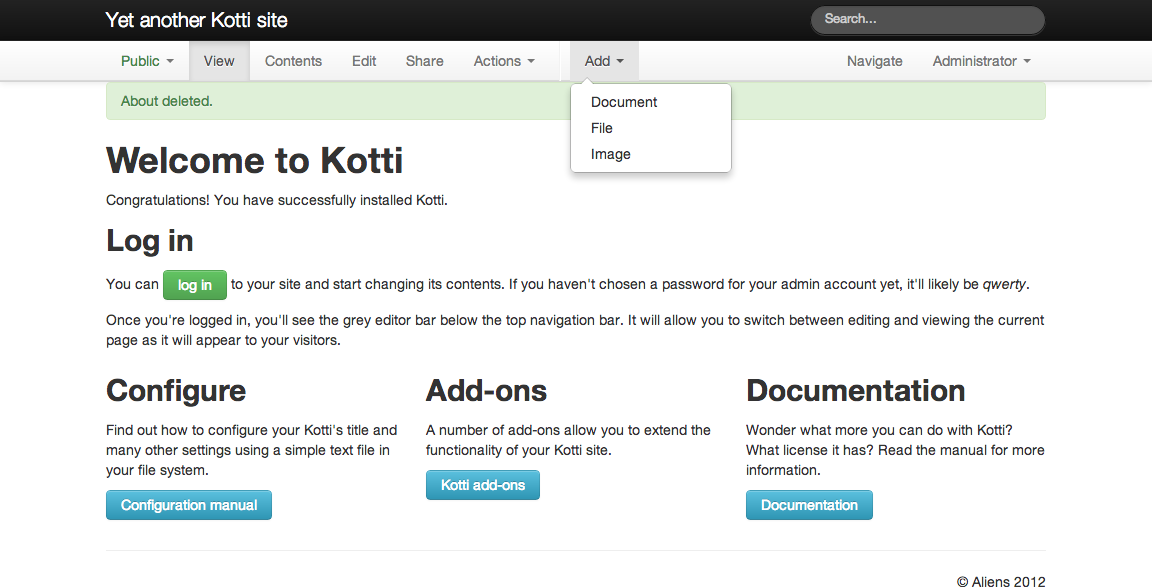 Yet another Kotti site
Search...
Public
View
Contents
Edit
Share
Actions
Add
Navigate
Administrator
About deleted.
Document
File
Image
Welcome to Kotti
Congratulations! You have successfully installed Kotti.
Log in
You can log in to your site and start changing its contents. If you haven't chosen a password for your admin account yet, it'll likely be qwerty.
Once you're logged in, you'll see the grey editor bar below the top navigation bar. It will allow you to switch between editing and viewing the current
page as it will appear to your visitors.
Configure
Find out how to configure your Kotti's title and
many other settings using a simple text file in
your file system.
Configuration manual
Add-ons
A number of add-ons allow you to extend the
functionality of your Kotti site.
Kotti add-ons
Documentation
Wonder what more you can do with Kotti?
What license it has? Read the manual for more
information.
Documentation
© Aliens 2012